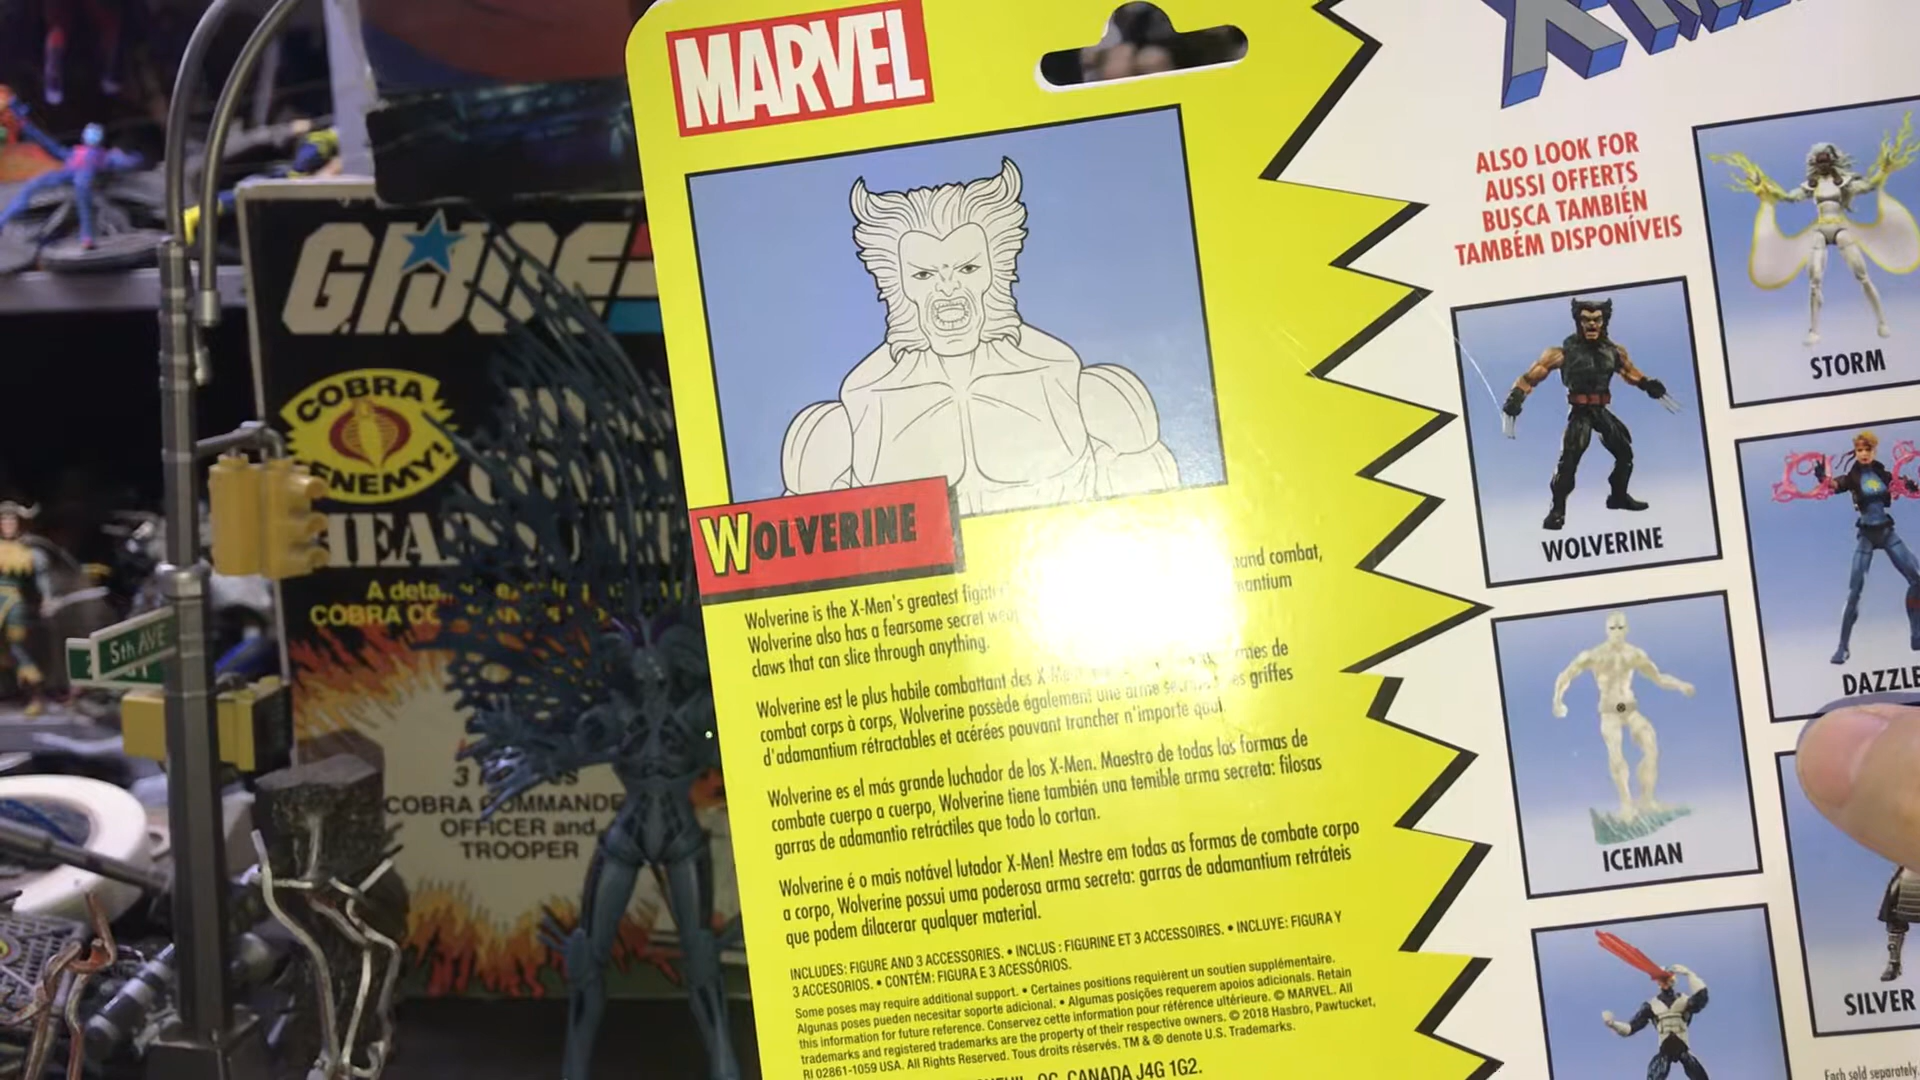 MARVEL
WOLVERINE
Wolverine is the X-Men's greatest and combat,
Wolverine also has a fearsome secret
claws that can slice through anything.
Wolverine est le plus habile combattant des de
combat corps à corps, Wolverine possède également une arme griffes
d'adamantium rétractables et acérées pouvant trancher n'importe quoi.
Wolverine es el más grande luchador de los X-Men. Maestro de todas las formas de
combate cuerpo a cuerpo, Wolverine tiene también una temible arma secreta: filosas
garras de adamantio retráctiles que todo lo cortan.
Wolverine é o mais notável lutador X-Men! Mestre em todas as formas de combate corpo
a corpo, Wolverine possui uma poderosa arma secreta: garras de adamantium retráteis
que podem dilacerar qualquer material.
INCLUDES: FIGURE AND 3 ACCESSORIES. • INCLUS : FIGURINE ET 3 ACCESSOIRES. • INCLUYE: FIGURA Y
3 ACCESORIOS. • CONTÉM: FIGURA E 3 ACESSÓRIOS.
Some poses may require additional support. • Certaines positions requièrent un soutien supplémentaire.
Algunas poses pueden necesitar soporte adicional. • Algumas posições requerem apoios adicionais. Retain
this information for future reference. Conservez cette information pour référence ultérieure. © MARVEL. All
trademarks and registered trademarks are the property of their respective owners. © 2018 Hasbro, Pawtucket,
RI 02861-1059 USA. All Rights Reserved. Tous droits réservés. TM & ® denote U.S. Trademarks.
QC CANADA J4G 1G2.
ALSO LOOK FOR
AUSSI OFFERTS
BUSCA TAMBIÉN
TAMBÉM DISPONÍVEIS
STORM
WOLVERINE
DAZZLE
ICEMAN
SILVER
Each sold separately.
G.I. JOE
COBRA
ENEMY!
A
COBRA
3
COBRA COMMANDE
OFFICER and
TROOPER
5th AVE